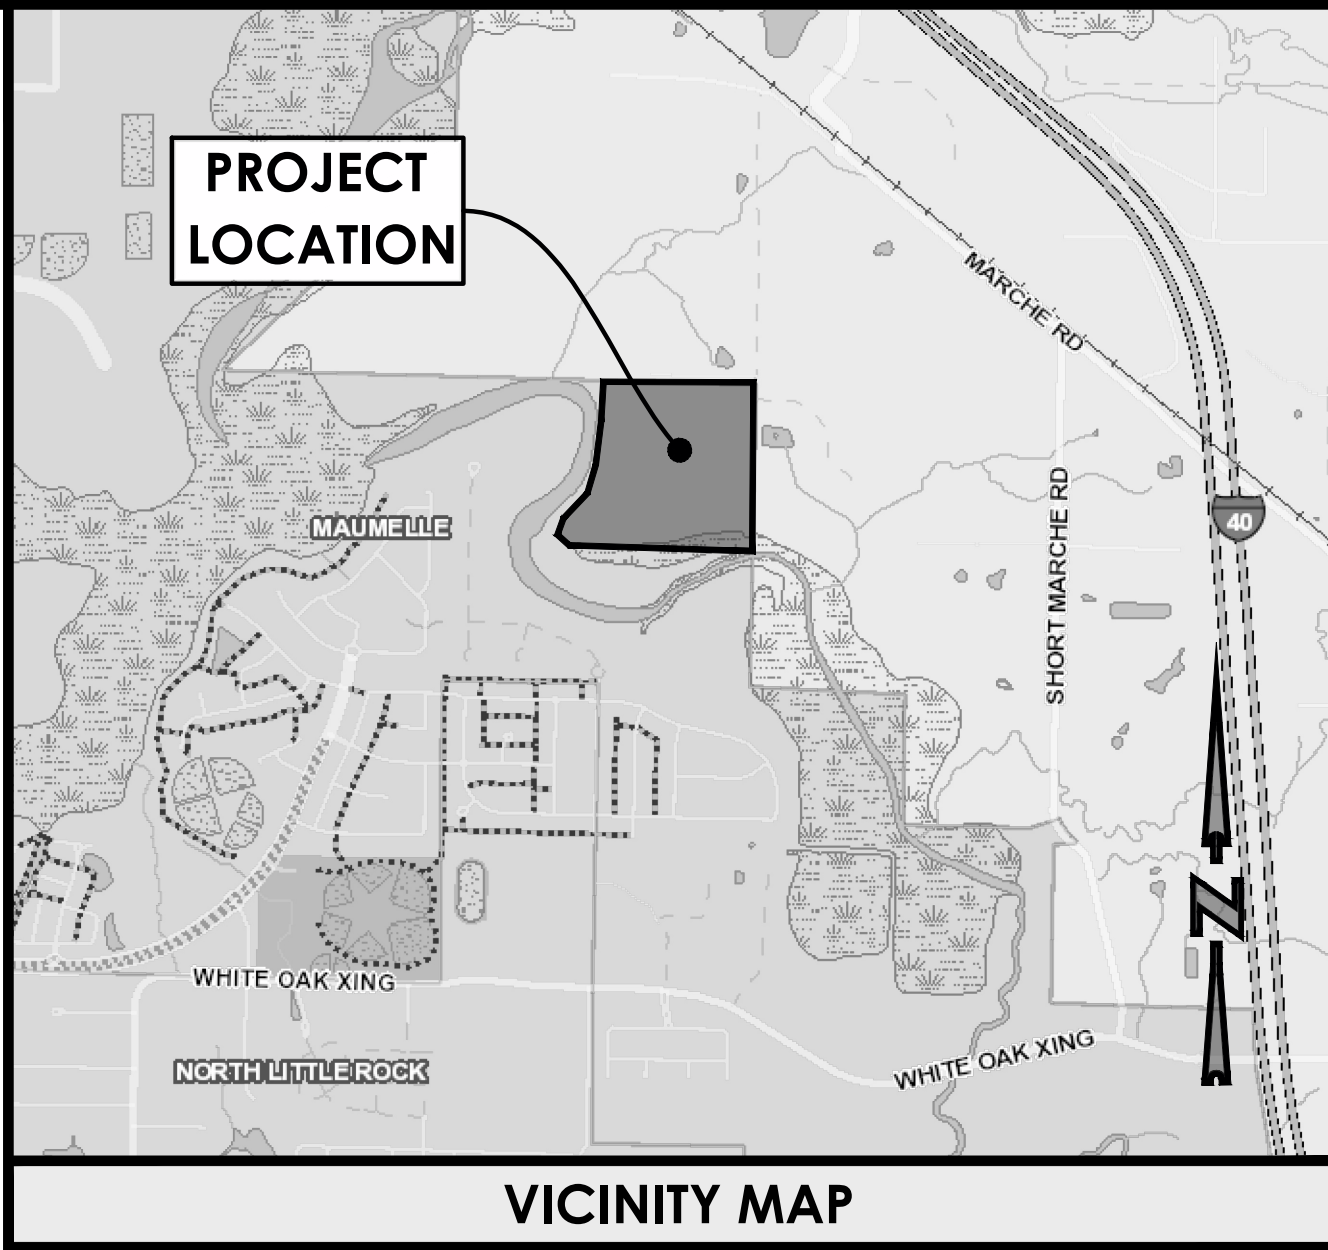 PROJECT
LOCATION
MARCHE RD
SHORT MARCHE RD
40
MAUMELLE
N
WHITE OAK XING
NORTH LITTLE ROCK
WHITE OAK XING
VICINITY MAP